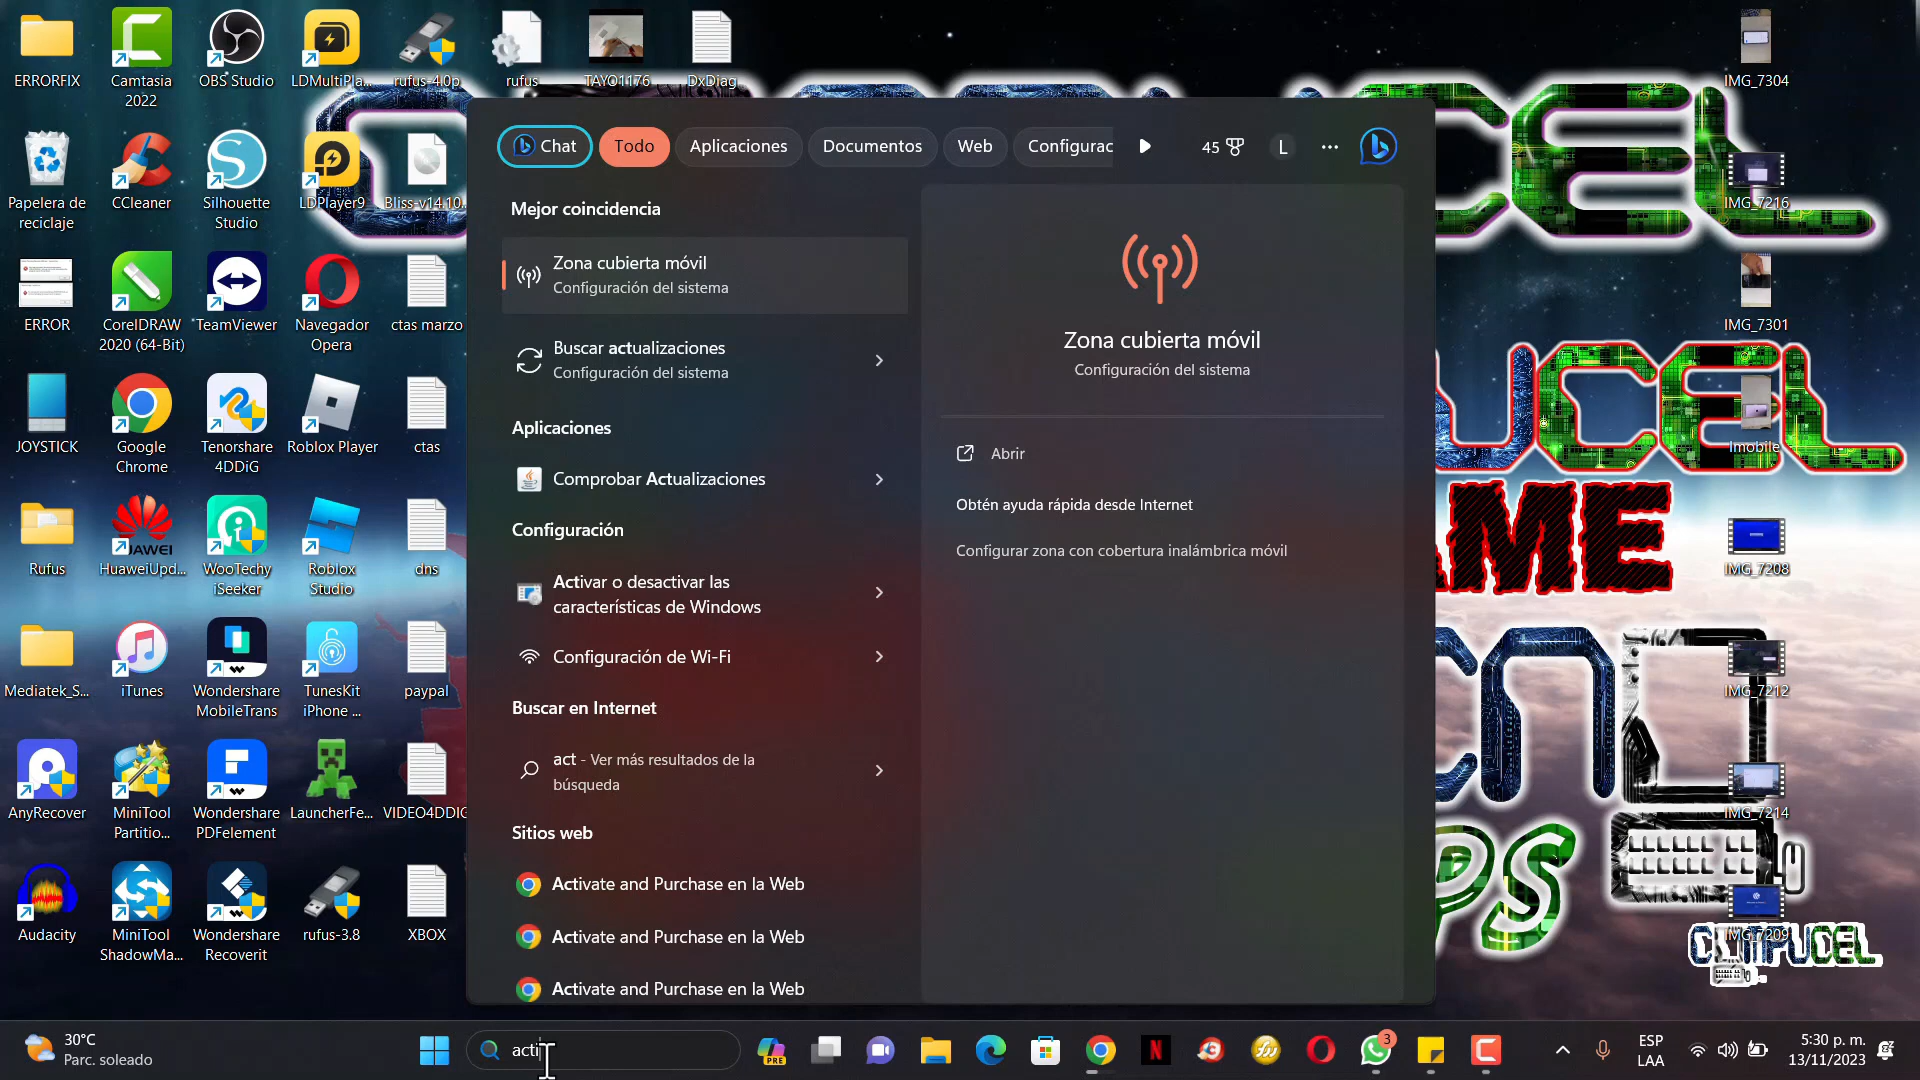 ERRORFIX
Camtasia
2022
OBS Studio
LDMultiPla...
rufus-4.0p
rufus
TAYO1176
DxDiag
IMG_7304
Papelera de
reciclaje
CCleaner
Silhouette
Studio
LDPlayer9
Bliss-v14.10...
IMG_7216
ERROR
CorelDRAW
2020 (64-Bit)
TeamViewer
Navegador
Opera
ctas marzo
IMG_7301
JOYSTICK
Google
Chrome
Tenorshare
4DDiG
Roblox Player
ctas
Imobile
Rufus
HUAWEI
HuaweiUpd...
WooTechy
iSeeker
Roblox
Studio
dns
IMG_7208
Mediatek_S...
iTunes
Wondershare
MobileTrans
TunesKit
iPhone ...
paypal
IMG_7212
AnyRecover
MiniTool
Partitio...
Wondershare
PDFelement
LauncherFe...
VIDEO4DDIG
IMG_7214
Audacity
MiniTool
ShadowMa...
Wondershare
Recoverit
rufus-3.8
XBOX
IMG_7209
COMPUCEL
Chat
Todo
Aplicaciones
Documentos
Web
Configurac
45
L
Mejor coincidencia
Zona cubierta móvil
Configuración del sistema
Buscar actualizaciones
Configuración del sistema
Aplicaciones
Comprobar Actualizaciones
Configuración
Activar o desactivar las
características de Windows
Configuración de Wi-Fi
Buscar en Internet
act - Ver más resultados de la
búsqueda
Sitios web
Activate and Purchase en la Web
Activate and Purchase en la Web
Activate and Purchase en la Web
Zona cubierta móvil
Configuración del sistema
Abrir
Obtén ayuda rápida desde Internet
Configurar zona con cobertura inalámbrica móvil
30°C
Parc. soleado
acti
PRE
3
ESP
LAA
5:30 p. m.
13/11/2023